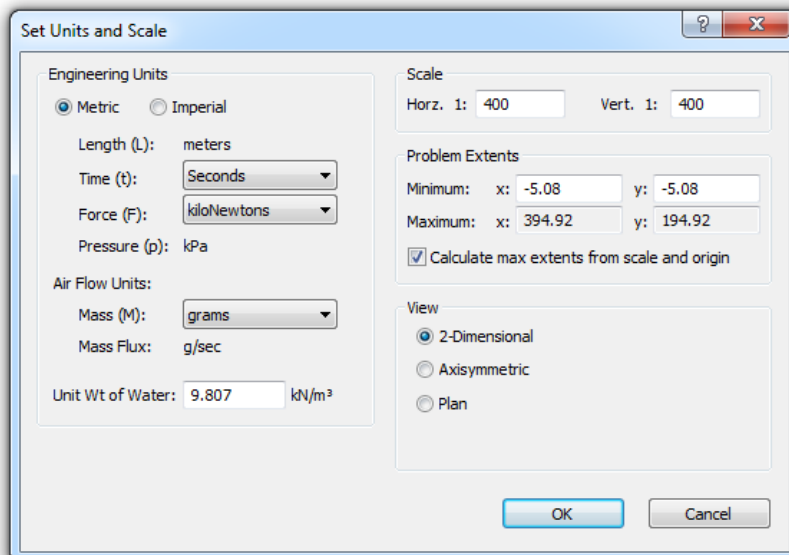 Set Units and Scale
Engineering Units
Metric Imperial
Length (L): meters
Time (t): Seconds
Force (F): kiloNewtons
Pressure (p): kPa
Air Flow Units:
Mass (M): grams
Mass Flux: g/sec
Unit Wt of Water: 9.807 kN/m³
Scale
Horz. 1: 400 Vert. 1: 400
Problem Extents
Minimum: x: -5.08 y: -5.08
Maximum: x: 394.92 y: 194.92
Calculate max extents from scale and origin
View
2-Dimensional
Axisymmetric
Plan
OK Cancel